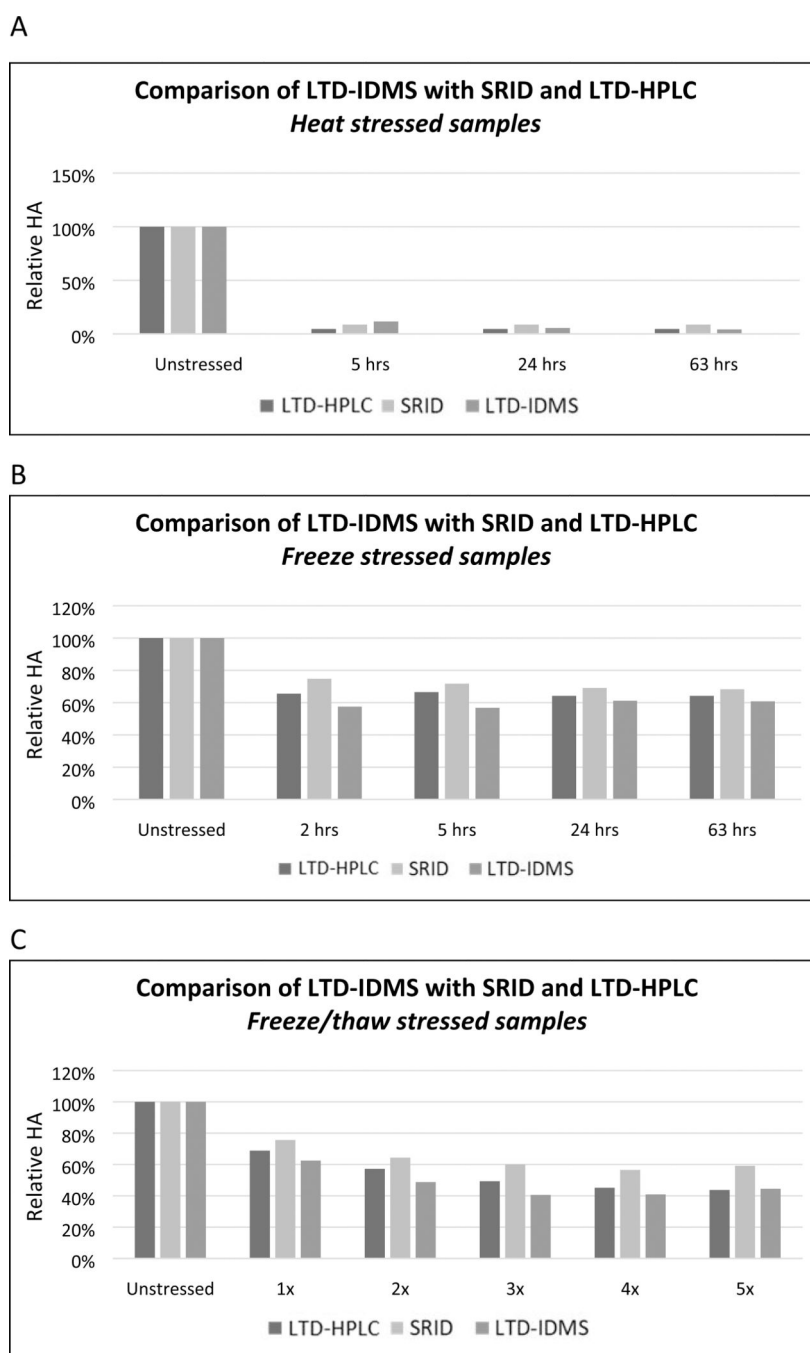 A
Comparison of LTD-IDMS with SRID and LTD-HPLC
Heat stressed samples
Relative HA
150%
100%
50%
0%
Unstressed 5 hrs 24 hrs 63 hrs
LTD-HPLC SRID LTD-IDMS
B
Comparison of LTD-IDMS with SRID and LTD-HPLC
Freeze stressed samples
Relative HA
120%
100%
80%
60%
40%
20%
0%
Unstressed 2 hrs 5 hrs 24 hrs 63 hrs
LTD-HPLC SRID LTD-IDMS
C
Comparison of LTD-IDMS with SRID and LTD-HPLC
Freeze/thaw stressed samples
Relative HA
120%
100%
80%
60%
40%
20%
0%
Unstressed 1x 2x 3x 4x 5x
LTD-HPLC SRID LTD-IDMS